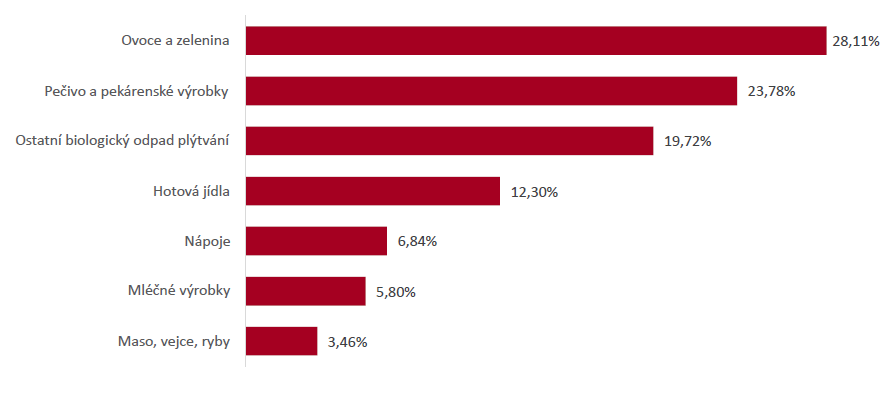 Ovoce a zelenina 28,11%
Pečivo a pekárenské výrobky 23,78%
Ostatní biologický odpad plýtvání 19,72%
Hotová jídla 12,30%
Nápoje 6,84%
Mléčné výrobky 5,80%
Maso, vejce, ryby 3,46%